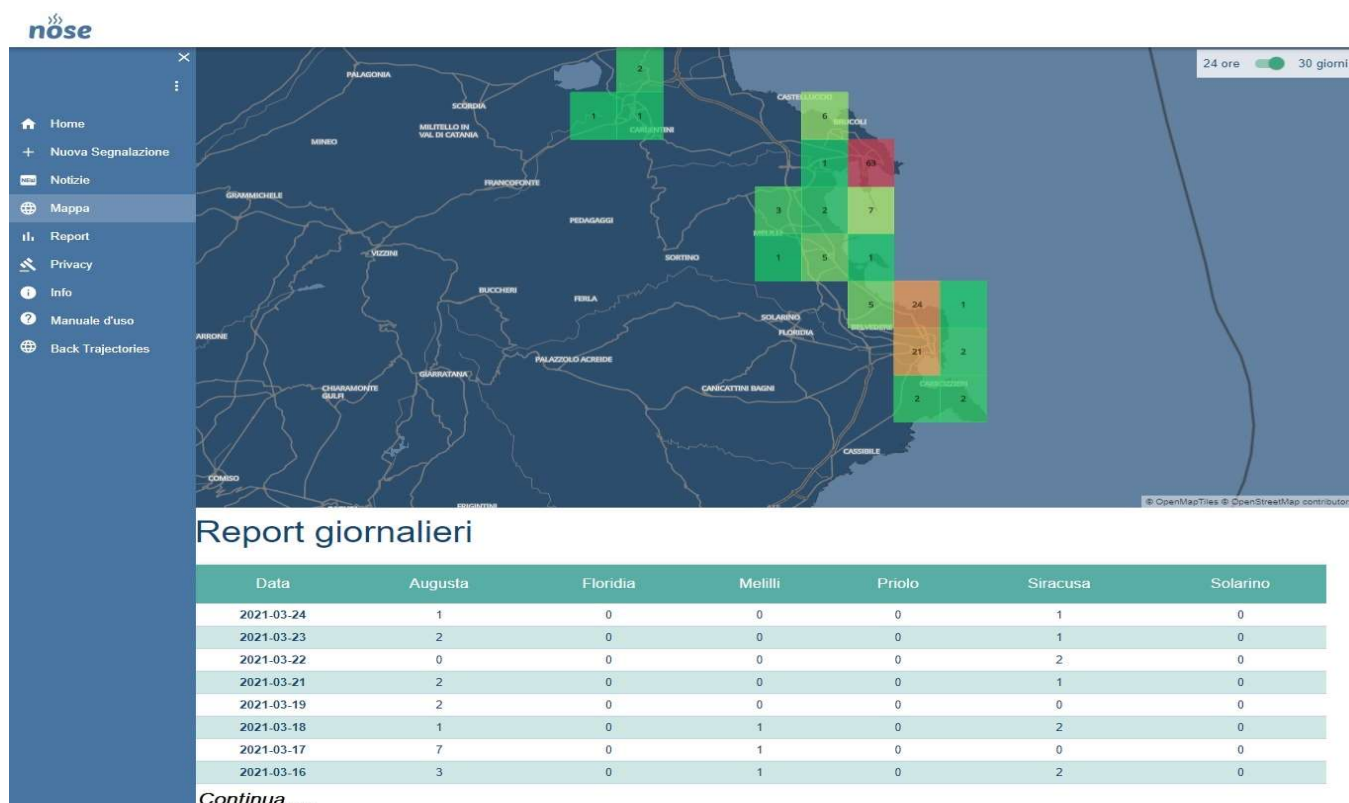 nose
24 ore 30 giorni
Home
Nuova Segnalazione
Notizie
Mappa
Report
Privacy
Info
Manuale d'uso
Back Trajectories
PALAGONIA
SCORDIA
MILITELLO IN
VAL DI CATANIA
MINEO
FRANCOFONTE
GRAMMICHELE
PEDAGAGGI
VIZZINI
SORTINO
BUCCHERI
FERLA
SOLARINO
FLORIDIA
BELVEDERE
PALAZZOLO ACREIDE
GIARRATANA
CHIARAMONTE
GULFI
CANICATTINI BAGNI
CASSIBILE
COMISO
2
1 1
6
1 63
3 2 7
1 5 1
5 24 1
21 2
2 2
© OpenMapTiles © OpenStreetMap contributor
Report giornalieri
Data Augusta Floridia Melilli Priolo Siracusa Solarino
2021-03-24 1 0 0 0 1 0
2021-03-23 2 0 0 0 1 0
2021-03-22 0 0 0 0 2 0
2021-03-21 2 0 0 0 1 0
2021-03-19 2 0 0 0 0 0
2021-03-18 1 0 1 0 2 0
2021-03-17 7 0 1 0 0 0
2021-03-16 3 0 1 0 2 0
Continua